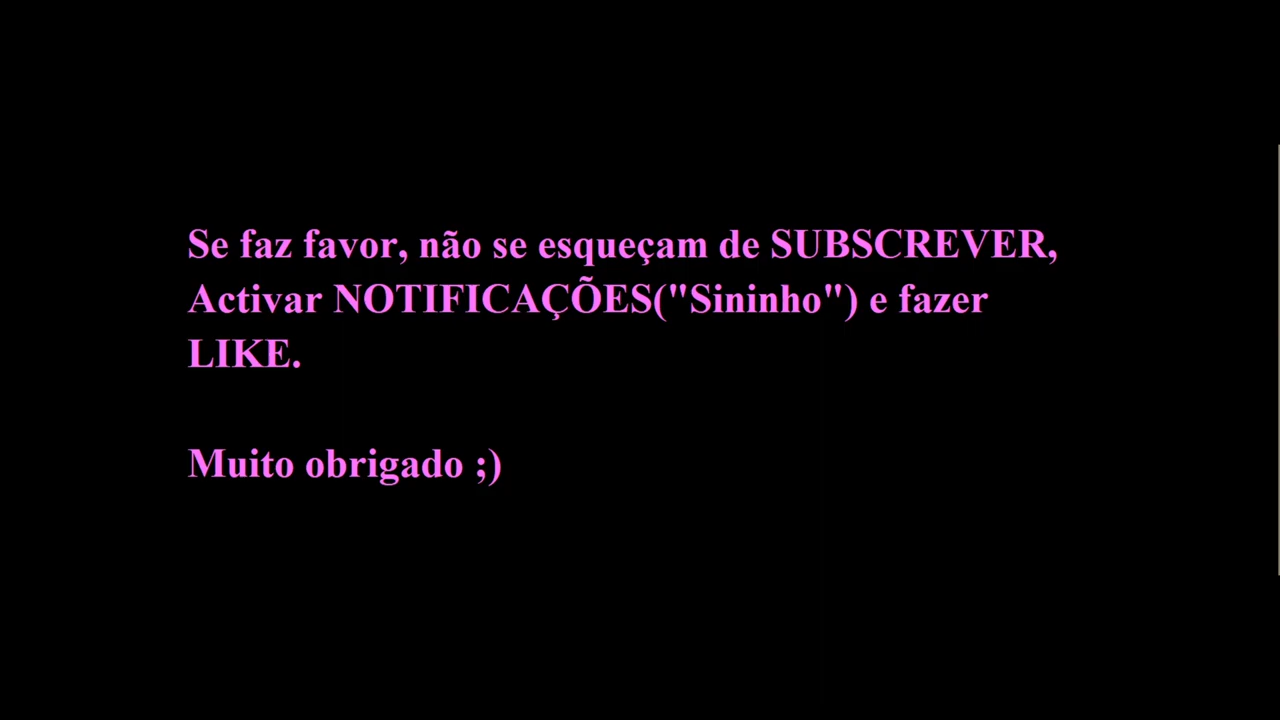 Se faz favor, não se esqueçam de SUBSCREVER,
Activar NOTIFICAÇÕES("Sininho") e fazer
LIKE.
Muito obrigado ;)